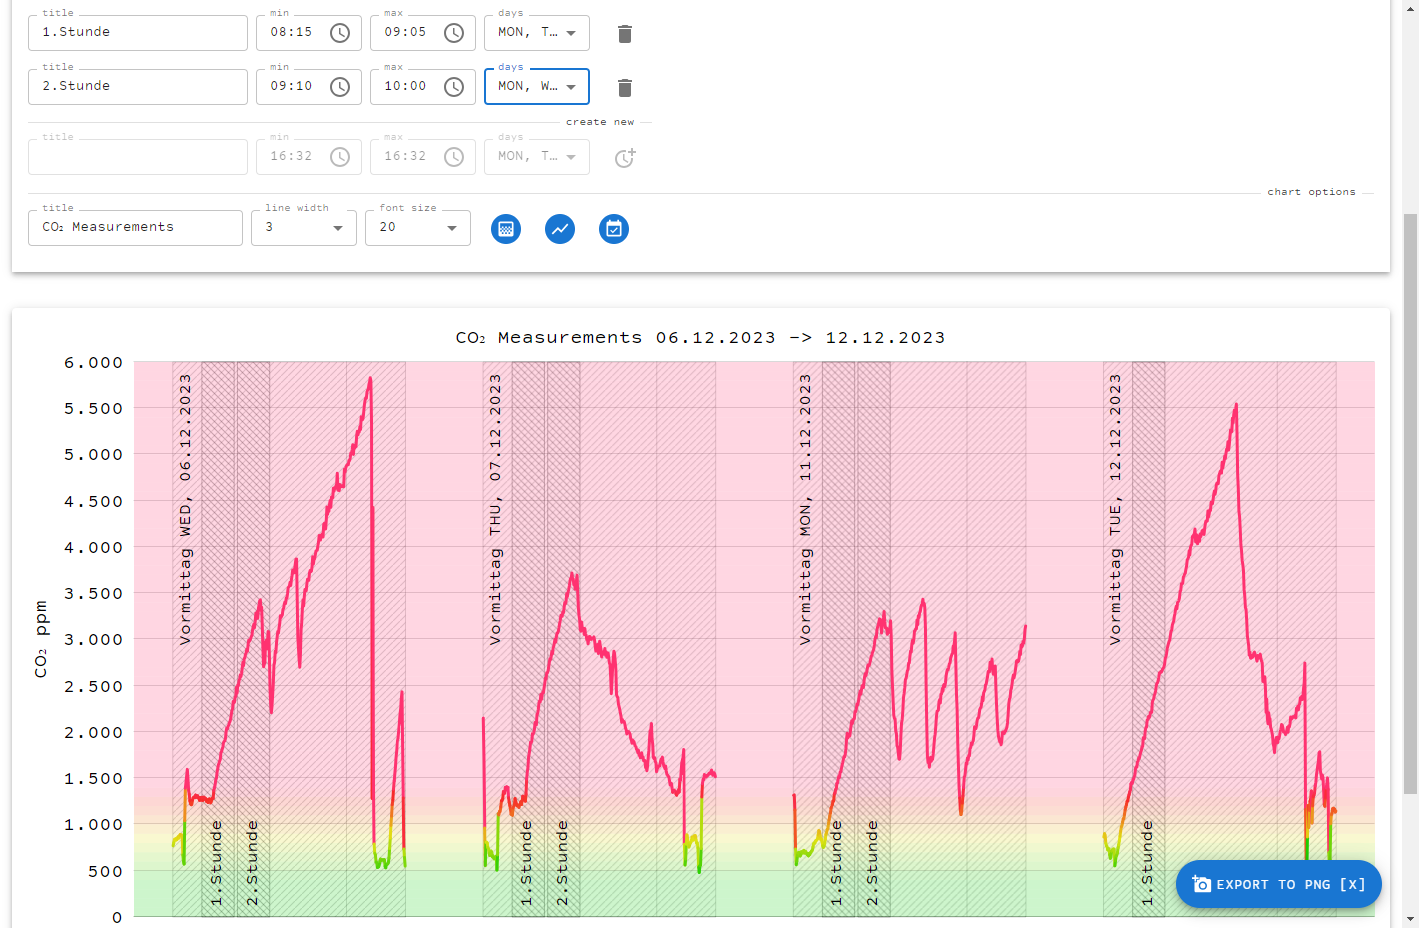 title min max days
1.Stunde 08:15 09:05 MON, T…
title min max days
2.Stunde 09:10 10:00 MON, W…
create new
title min max days
16:32 16:32 MON, T…
chart options
title line width font size
CO₂ Measurements 3 20
CO₂ Measurements 06.12.2023 -> 12.12.2023
CO₂ ppm
6.000
5.500
5.000
4.500
4.000
3.500
3.000
2.500
2.000
1.500
1.000
500
0
Vormittag WED, 06.12.2023
1.Stunde
2.Stunde
Vormittag THU, 07.12.2023
1.Stunde
2.Stunde
Vormittag MON, 11.12.2023
1.Stunde
2.Stunde
Vormittag TUE, 12.12.2023
1.Stunde
EXPORT TO PNG [X]